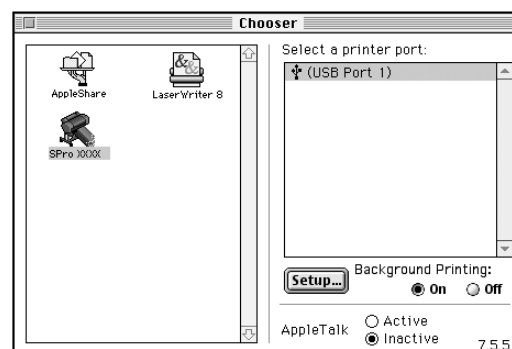 Chooser
AppleShare
LaserWriter 8
SPro XXXX
Select a printer port:
(USB Port 1)
Setup...
Background Printing:
On Off
AppleTalk
Active
Inactive
7.5.5